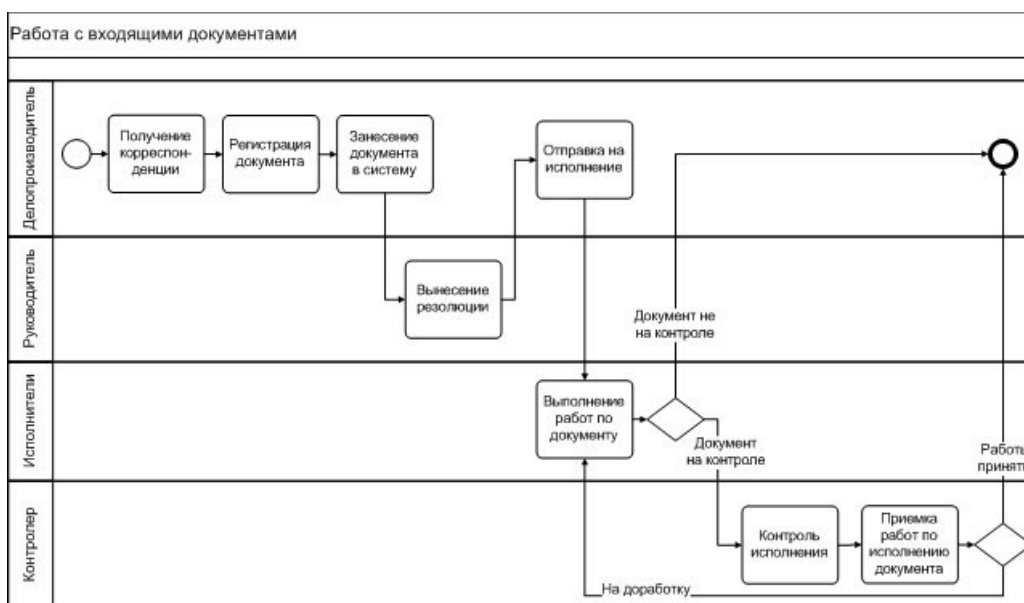 Работа с входящими документами
Делопроизводитель
Получение
корреспон-
денции
Регистрация
документа
Занесение
документа
в систему
Отправка на
исполнение
Руководитель
Вынесение
резолюции
Документ не
на контроле
Исполнители
Выполнение
работ по
документу
Документ
на контроле
Работы
принять
Контролер
Контроль
исполнения
Приемка
работ по
исполнению
документа
На доработку